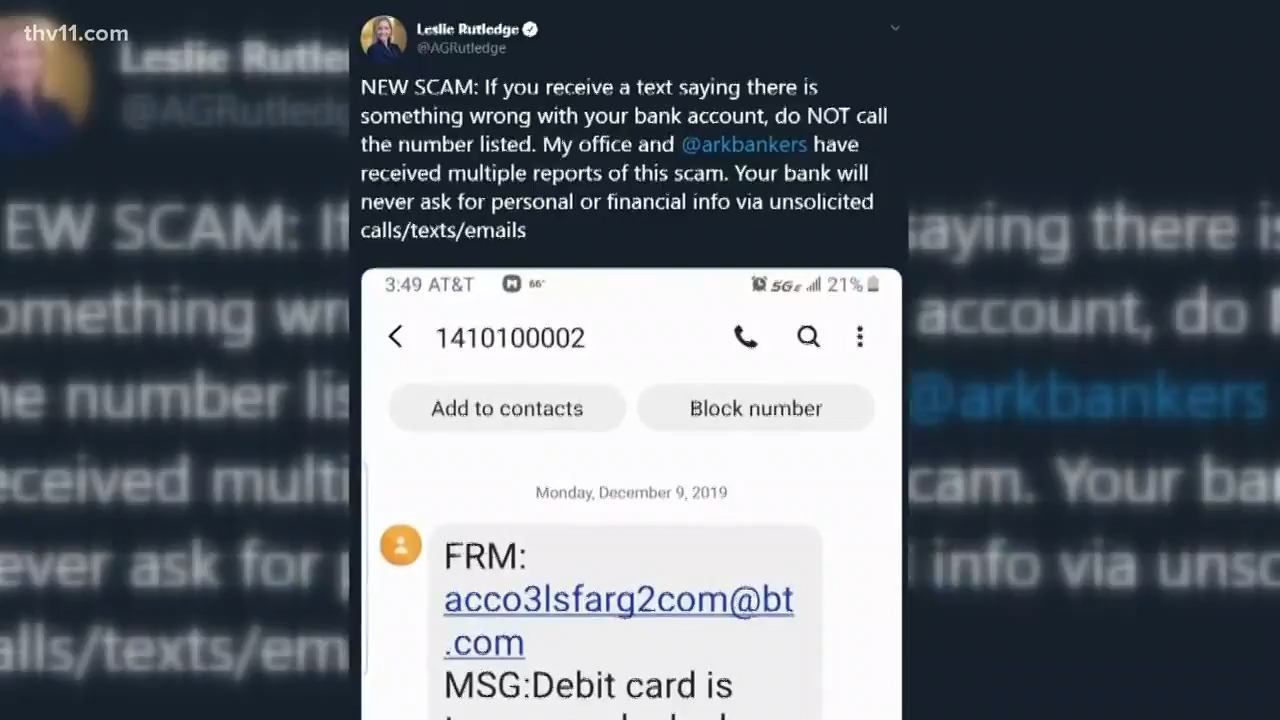 thv11.com
Leslie Rutledge
@AGRutledge
NEW SCAM: If you receive a text saying there is
something wrong with your bank account, do NOT call
the number listed. My office and @arkbankers have
received multiple reports of this scam. Your bank will
never ask for personal or financial info via unsolicited
calls/texts/emails
3:49 AT&T 66° 5GE 21%
1410100002
Add to contacts Block number
Monday, December 9, 2019
FRM:
acco3lsfarg2com@bt
.com
MSG:Debit card is